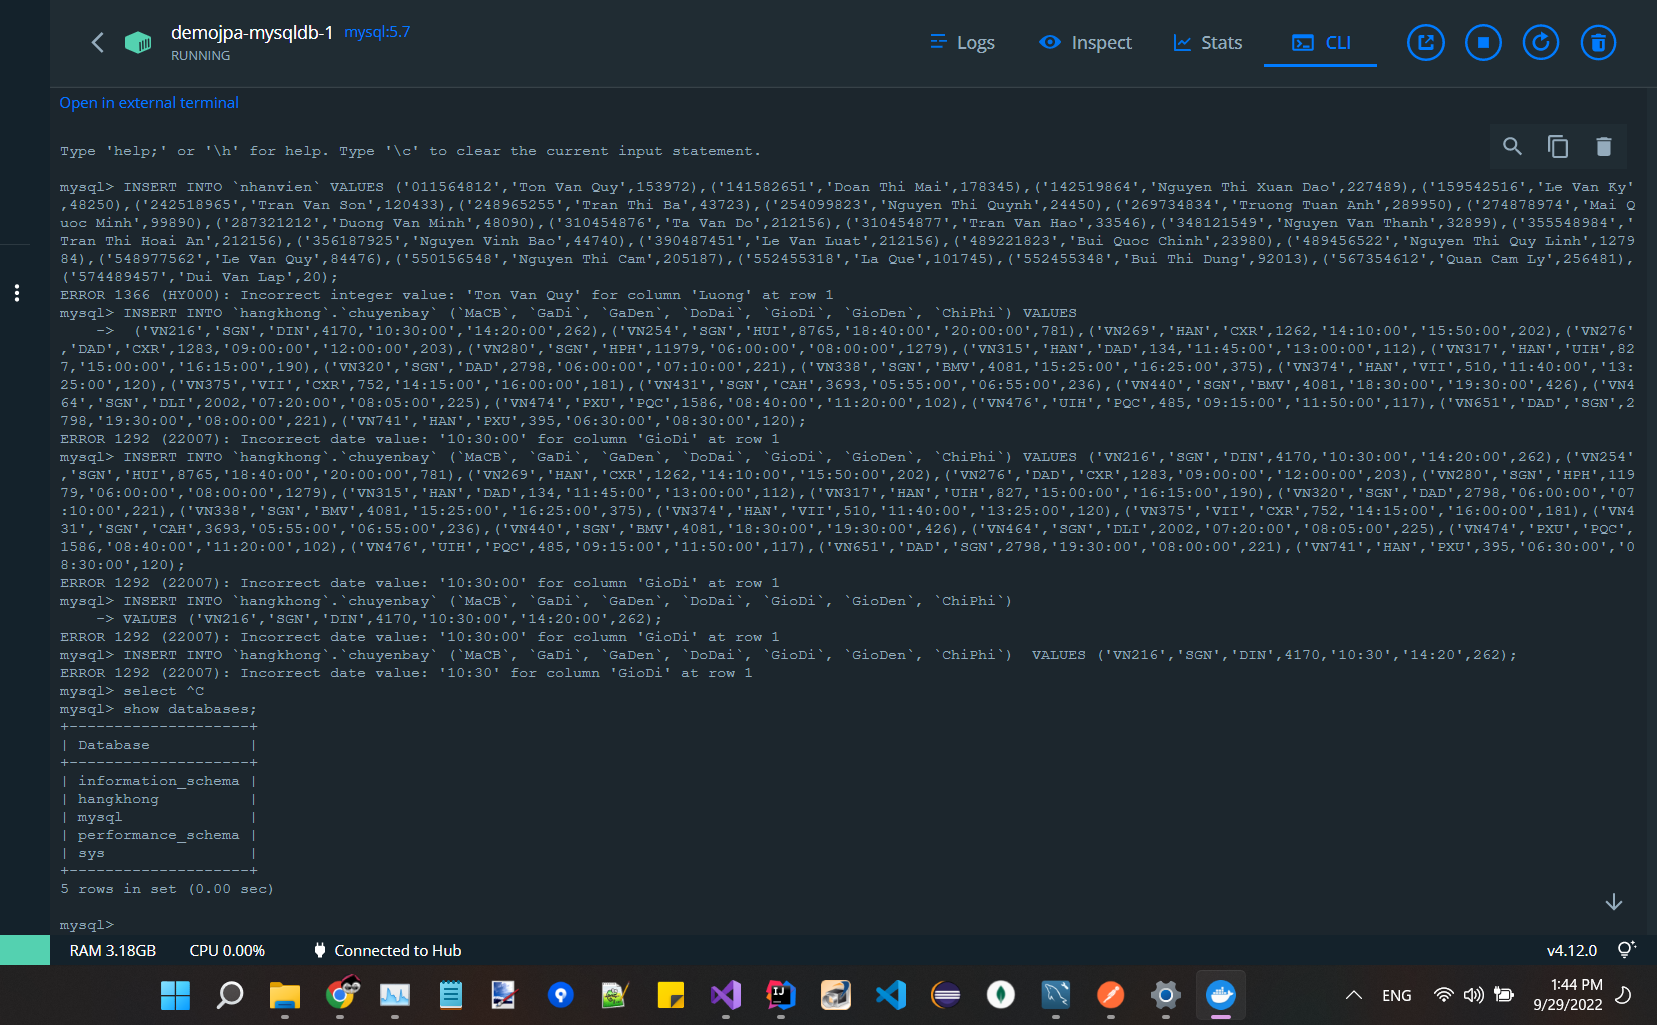 demojpa-mysqldb-1 mysql:5.7
RUNNING
Logs Inspect Stats CLI
Open in external terminal
Type 'help;' or '\h' for help. Type '\c' to clear the current input statement.
mysql> INSERT INTO `nhanvien` VALUES ('011564812','Ton Van Quy',153972),('141582651','Doan Thi Mai',178345),('142519864','Nguyen Thi Xuan Dao',227489),('159542516','Le Van Ky'
,48250),('242518965','Tran Van Son',120433),('248965255','Tran Thi Ba',43723),('254099823','Nguyen Thi Quynh',24450),('269734834','Truong Tuan Anh',289950),('274878974','Mai Q
uoc Minh',99890),('287321212','Duong Van Minh',48090),('310454876','Ta Van Do',212156),('310454877','Tran Van Hao',33546),('348121549','Nguyen Van Thanh',32899),('355548984','
Tran Thi Hoai An',212156),('356187925','Nguyen Vinh Bao',44740),('390487451','Le Van Luat',212156),('489221823','Bui Quoc Chinh',23980),('489456522','Nguyen Thi Quy Linh',1279
84),('548977562','Le Van Quy',84476),('550156548','Nguyen Thi Cam',205187),('552455318','La Que',101745),('552455348','Bui Thi Dung',92013),('567354612','Quan Cam Ly',256481),
('574489457','Dui Van Lap',20);
ERROR 1366 (HY000): Incorrect integer value: 'Ton Van Quy' for column 'Luong' at row 1
mysql> INSERT INTO `hangkhong`.`chuyenbay` (`MaCB`, `GaDi`, `GaDen`, `DoDai`, `GioDi`, `GioDen`, `ChiPhi`) VALUES
    ->  ('VN216','SGN','DIN',4170,'10:30:00','14:20:00',262),('VN254','SGN','HUI',8765,'18:40:00','20:00:00',781),('VN269','HAN','CXR',1262,'14:10:00','15:50:00',202),('VN276'
,'DAD','CXR',1283,'09:00:00','12:00:00',203),('VN280','SGN','HPH',11979,'06:00:00','08:00:00',1279),('VN315','HAN','DAD',134,'11:45:00','13:00:00',112),('VN317','HAN','UIH',82
7,'15:00:00','16:15:00',190),('VN320','SGN','DAD',2798,'06:00:00','07:10:00',221),('VN338','SGN','BMV',4081,'15:25:00','16:25:00',375),('VN374','HAN','VII',510,'11:40:00','13:
25:00',120),('VN375','VII','CXR',752,'14:15:00','16:00:00',181),('VN431','SGN','CAH',3693,'05:55:00','06:55:00',236),('VN440','SGN','BMV',4081,'18:30:00','19:30:00',426),('VN4
64','SGN','DLI',2002,'07:20:00','08:05:00',225),('VN474','PXU','PQC',1586,'08:40:00','11:20:00',102),('VN476','UIH','PQC',485,'09:15:00','11:50:00',117),('VN651','DAD','SGN',2
798,'19:30:00','08:00:00',221),('VN741','HAN','PXU',395,'06:30:00','08:30:00',120);
ERROR 1292 (22007): Incorrect date value: '10:30:00' for column 'GioDi' at row 1
mysql> INSERT INTO `hangkhong`.`chuyenbay` (`MaCB`, `GaDi`, `GaDen`, `DoDai`, `GioDi`, `GioDen`, `ChiPhi`) VALUES ('VN216','SGN','DIN',4170,'10:30:00','14:20:00',262),('VN254'
,'SGN','HUI',8765,'18:40:00','20:00:00',781),('VN269','HAN','CXR',1262,'14:10:00','15:50:00',202),('VN276','DAD','CXR',1283,'09:00:00','12:00:00',203),('VN280','SGN','HPH',119
79,'06:00:00','08:00:00',1279),('VN315','HAN','DAD',134,'11:45:00','13:00:00',112),('VN317','HAN','UIH',827,'15:00:00','16:15:00',190),('VN320','SGN','DAD',2798,'06:00:00','07
:10:00',221),('VN338','SGN','BMV',4081,'15:25:00','16:25:00',375),('VN374','HAN','VII',510,'11:40:00','13:25:00',120),('VN375','VII','CXR',752,'14:15:00','16:00:00',181),('VN4
31','SGN','CAH',3693,'05:55:00','06:55:00',236),('VN440','SGN','BMV',4081,'18:30:00','19:30:00',426),('VN464','SGN','DLI',2002,'07:20:00','08:05:00',225),('VN474','PXU','PQC',
1586,'08:40:00','11:20:00',102),('VN476','UIH','PQC',485,'09:15:00','11:50:00',117),('VN651','DAD','SGN',2798,'19:30:00','08:00:00',221),('VN741','HAN','PXU',395,'06:30:00','0
8:30:00',120);
ERROR 1292 (22007): Incorrect date value: '10:30:00' for column 'GioDi' at row 1
mysql> INSERT INTO `hangkhong`.`chuyenbay` (`MaCB`, `GaDi`, `GaDen`, `DoDai`, `GioDi`, `GioDen`, `ChiPhi`)
    -> VALUES ('VN216','SGN','DIN',4170,'10:30:00','14:20:00',262);
ERROR 1292 (22007): Incorrect date value: '10:30:00' for column 'GioDi' at row 1
mysql> INSERT INTO `hangkhong`.`chuyenbay` (`MaCB`, `GaDi`, `GaDen`, `DoDai`, `GioDi`, `GioDen`, `ChiPhi`)  VALUES ('VN216','SGN','DIN',4170,'10:30','14:20',262);
ERROR 1292 (22007): Incorrect date value: '10:30' for column 'GioDi' at row 1
mysql> select ^C
mysql> show databases;
+--------------------+
| Database           |
+--------------------+
| information_schema |
| hangkhong          |
| mysql              |
| performance_schema |
| sys                |
+--------------------+
5 rows in set (0.00 sec)
mysql>
RAM 3.18GB CPU 0.00% Connected to Hub v4.12.0
ENG 1:44 PM
9/29/2022